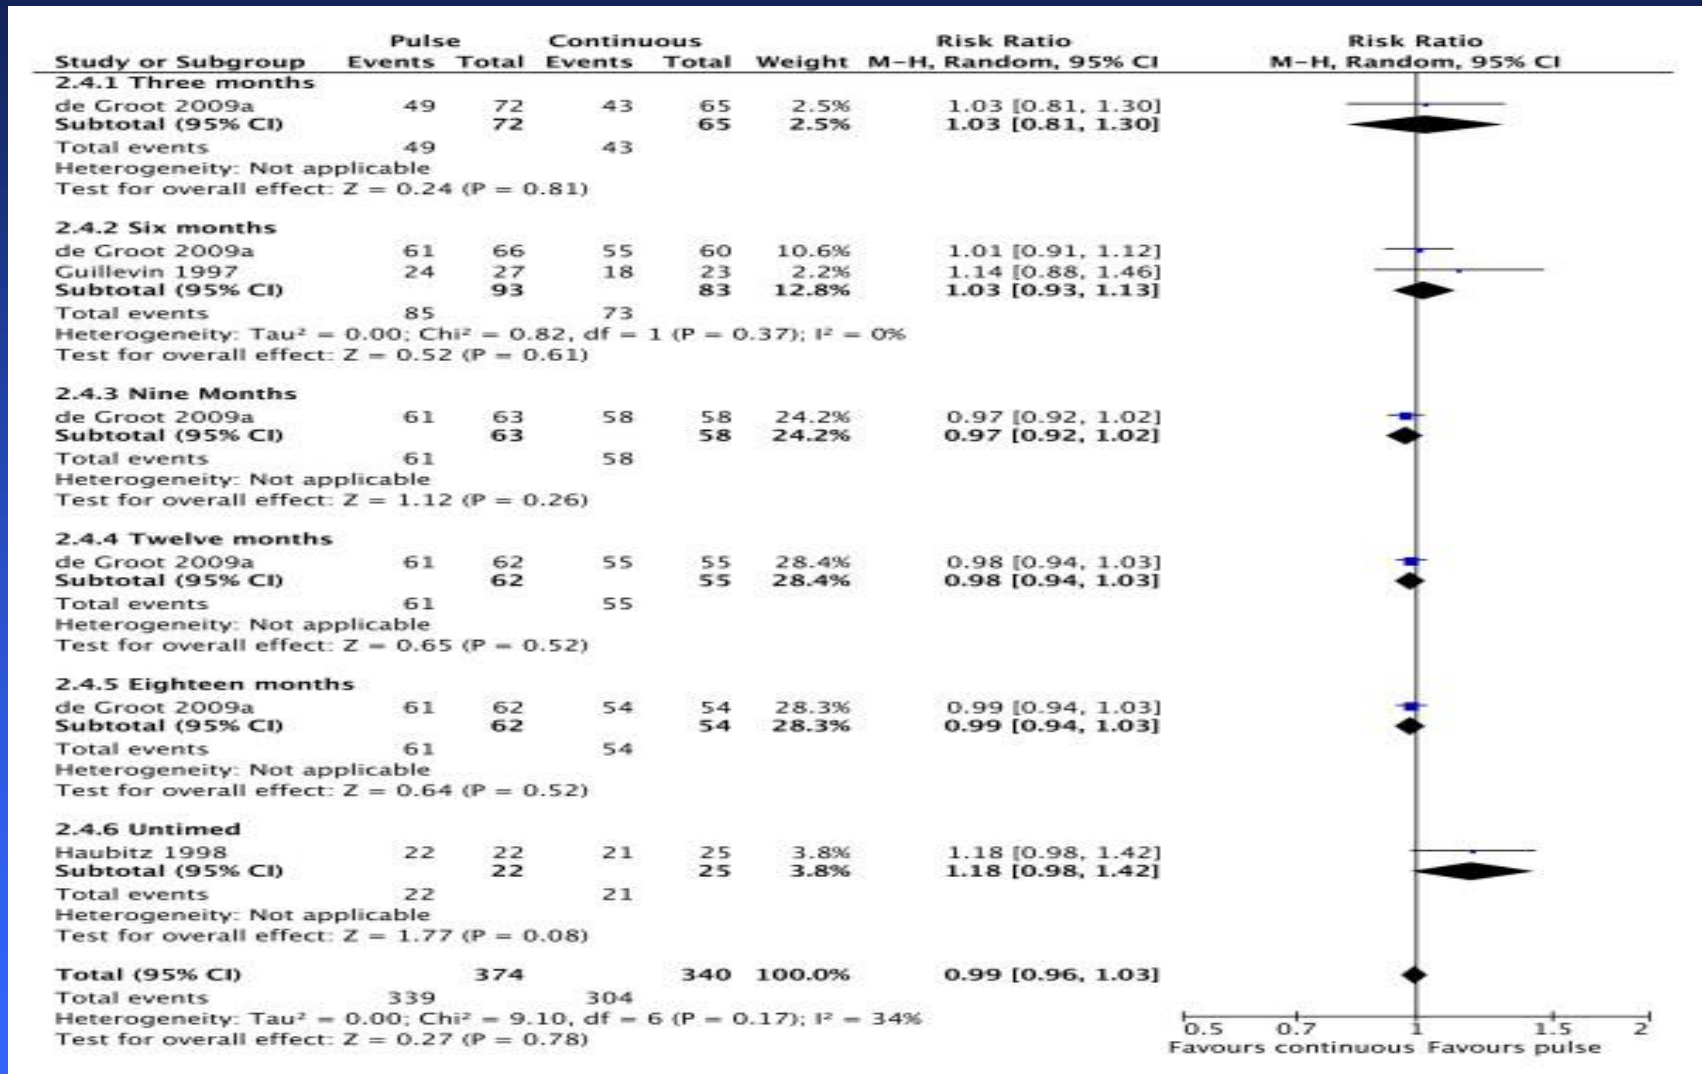 Pulse Continuous Risk Ratio Risk Ratio
Study or Subgroup Events Total Events Total Weight M-H, Random, 95% CI M-H, Random, 95% CI
2.4.1 Three months
de Groot 2009a 49 72 43 65 2.5% 1.03 [0.81, 1.30]
Subtotal (95% CI) 72 65 2.5% 1.03 [0.81, 1.30]
Total events 49 43
Heterogeneity: Not applicable
Test for overall effect: Z = 0.24 (P = 0.81)
2.4.2 Six months
de Groot 2009a 61 66 55 60 10.6% 1.01 [0.91, 1.12]
Guillevin 1997 24 27 18 23 2.2% 1.14 [0.88, 1.46]
Subtotal (95% CI) 93 83 12.8% 1.03 [0.93, 1.13]
Total events 85 73
Heterogeneity: Tau² = 0.00; Chi² = 0.82, df = 1 (P = 0.37); I² = 0%
Test for overall effect: Z = 0.52 (P = 0.61)
2.4.3 Nine Months
de Groot 2009a 61 63 58 58 24.2% 0.97 [0.92, 1.02]
Subtotal (95% CI) 63 58 24.2% 0.97 [0.92, 1.02]
Total events 61 58
Heterogeneity: Not applicable
Test for overall effect: Z = 1.12 (P = 0.26)
2.4.4 Twelve months
de Groot 2009a 61 62 55 55 28.4% 0.98 [0.94, 1.03]
Subtotal (95% CI) 62 55 28.4% 0.98 [0.94, 1.03]
Total events 61 55
Heterogeneity: Not applicable
Test for overall effect: Z = 0.65 (P = 0.52)
2.4.5 Eighteen months
de Groot 2009a 61 62 54 54 28.3% 0.99 [0.94, 1.03]
Subtotal (95% CI) 62 54 28.3% 0.99 [0.94, 1.03]
Total events 61 54
Heterogeneity: Not applicable
Test for overall effect: Z = 0.64 (P = 0.52)
2.4.6 Untimed
Haubitz 1998 22 22 21 25 3.8% 1.18 [0.98, 1.42]
Subtotal (95% CI) 22 25 3.8% 1.18 [0.98, 1.42]
Total events 22 21
Heterogeneity: Not applicable
Test for overall effect: Z = 1.77 (P = 0.08)
Total (95% CI) 374 340 100.0% 0.99 [0.96, 1.03]
Total events 339 304
Heterogeneity: Tau² = 0.00; Chi² = 9.10, df = 6 (P = 0.17); I² = 34%
Test for overall effect: Z = 0.27 (P = 0.78)
0.5 0.7 1 1.5 2
Favours continuous Favours pulse